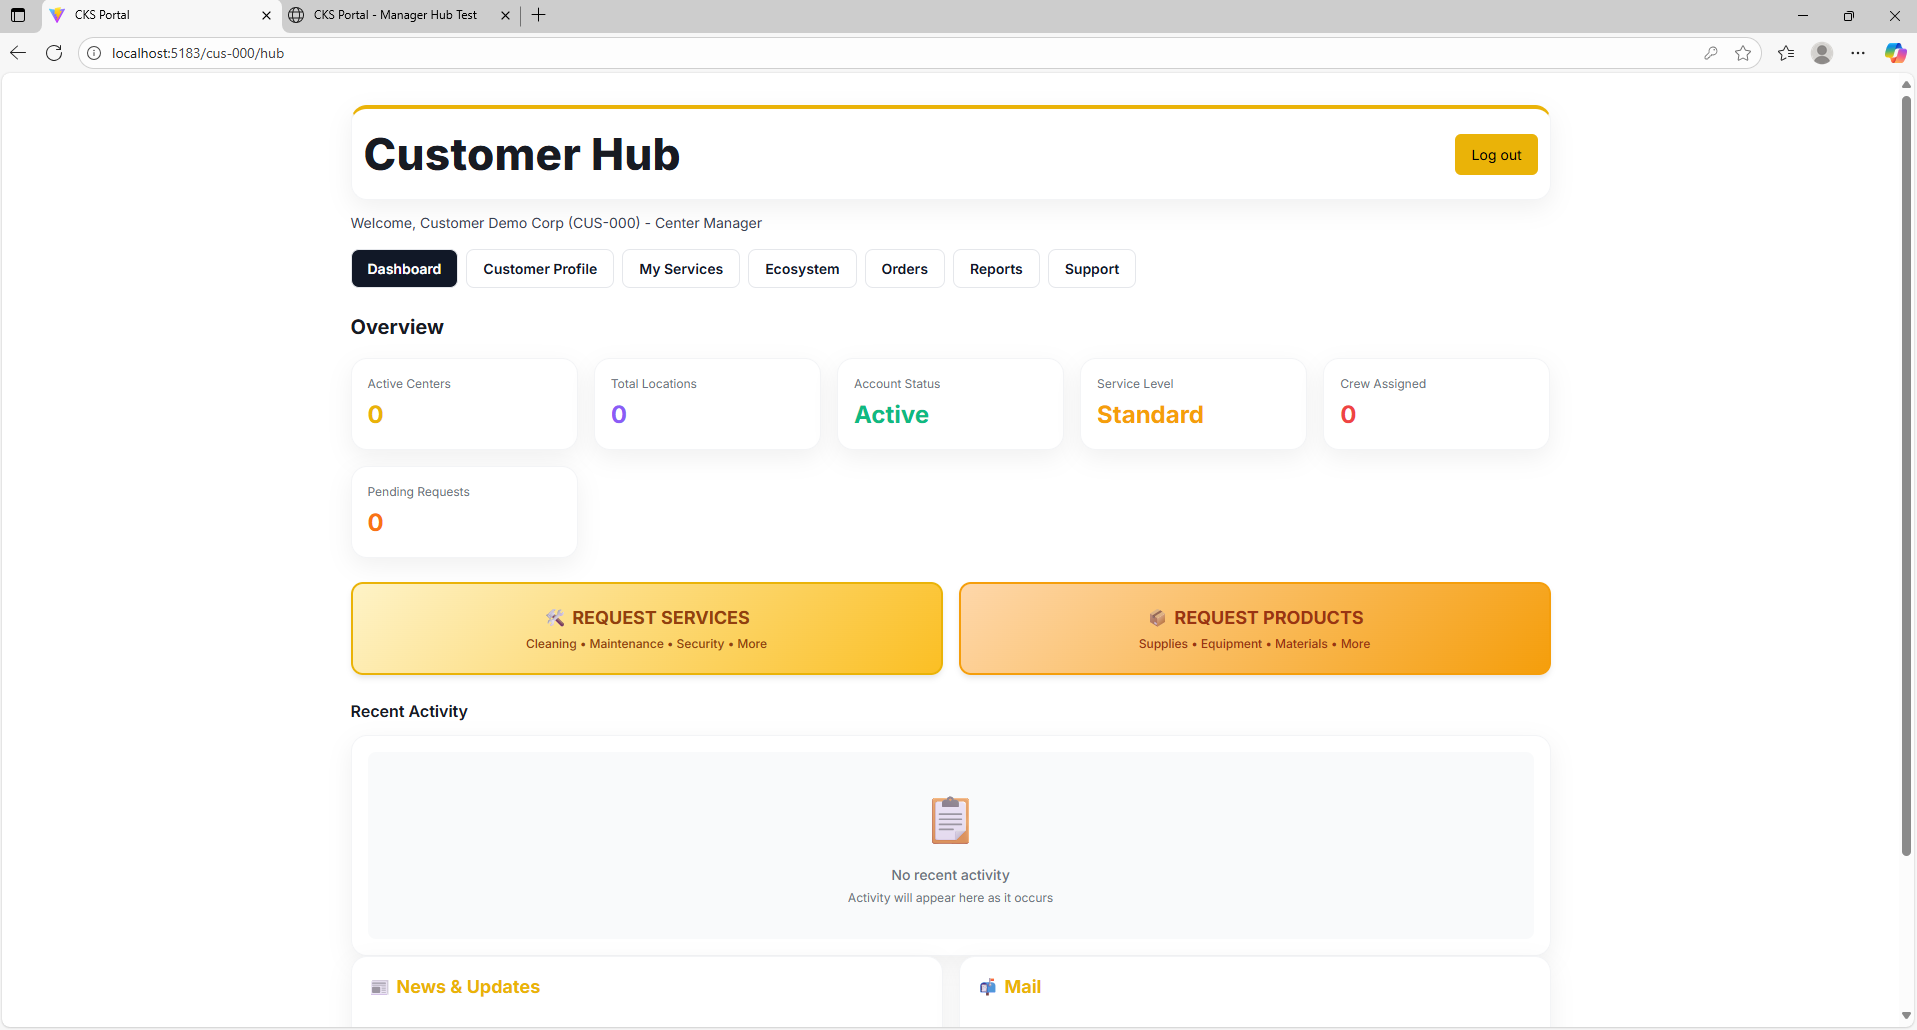 CKS Portal
CKS Portal - Manager Hub Test
localhost:5183/cus-000/hub
Customer Hub
Log out
Welcome, Customer Demo Corp (CUS-000) - Center Manager
Dashboard
Customer Profile
My Services
Ecosystem
Orders
Reports
Support
Overview
Active Centers
0
Total Locations
0
Account Status
Active
Service Level
Standard
Crew Assigned
0
Pending Requests
0
REQUEST SERVICES
Cleaning • Maintenance • Security • More
REQUEST PRODUCTS
Supplies • Equipment • Materials • More
Recent Activity
No recent activity
Activity will appear here as it occurs
News & Updates
Mail